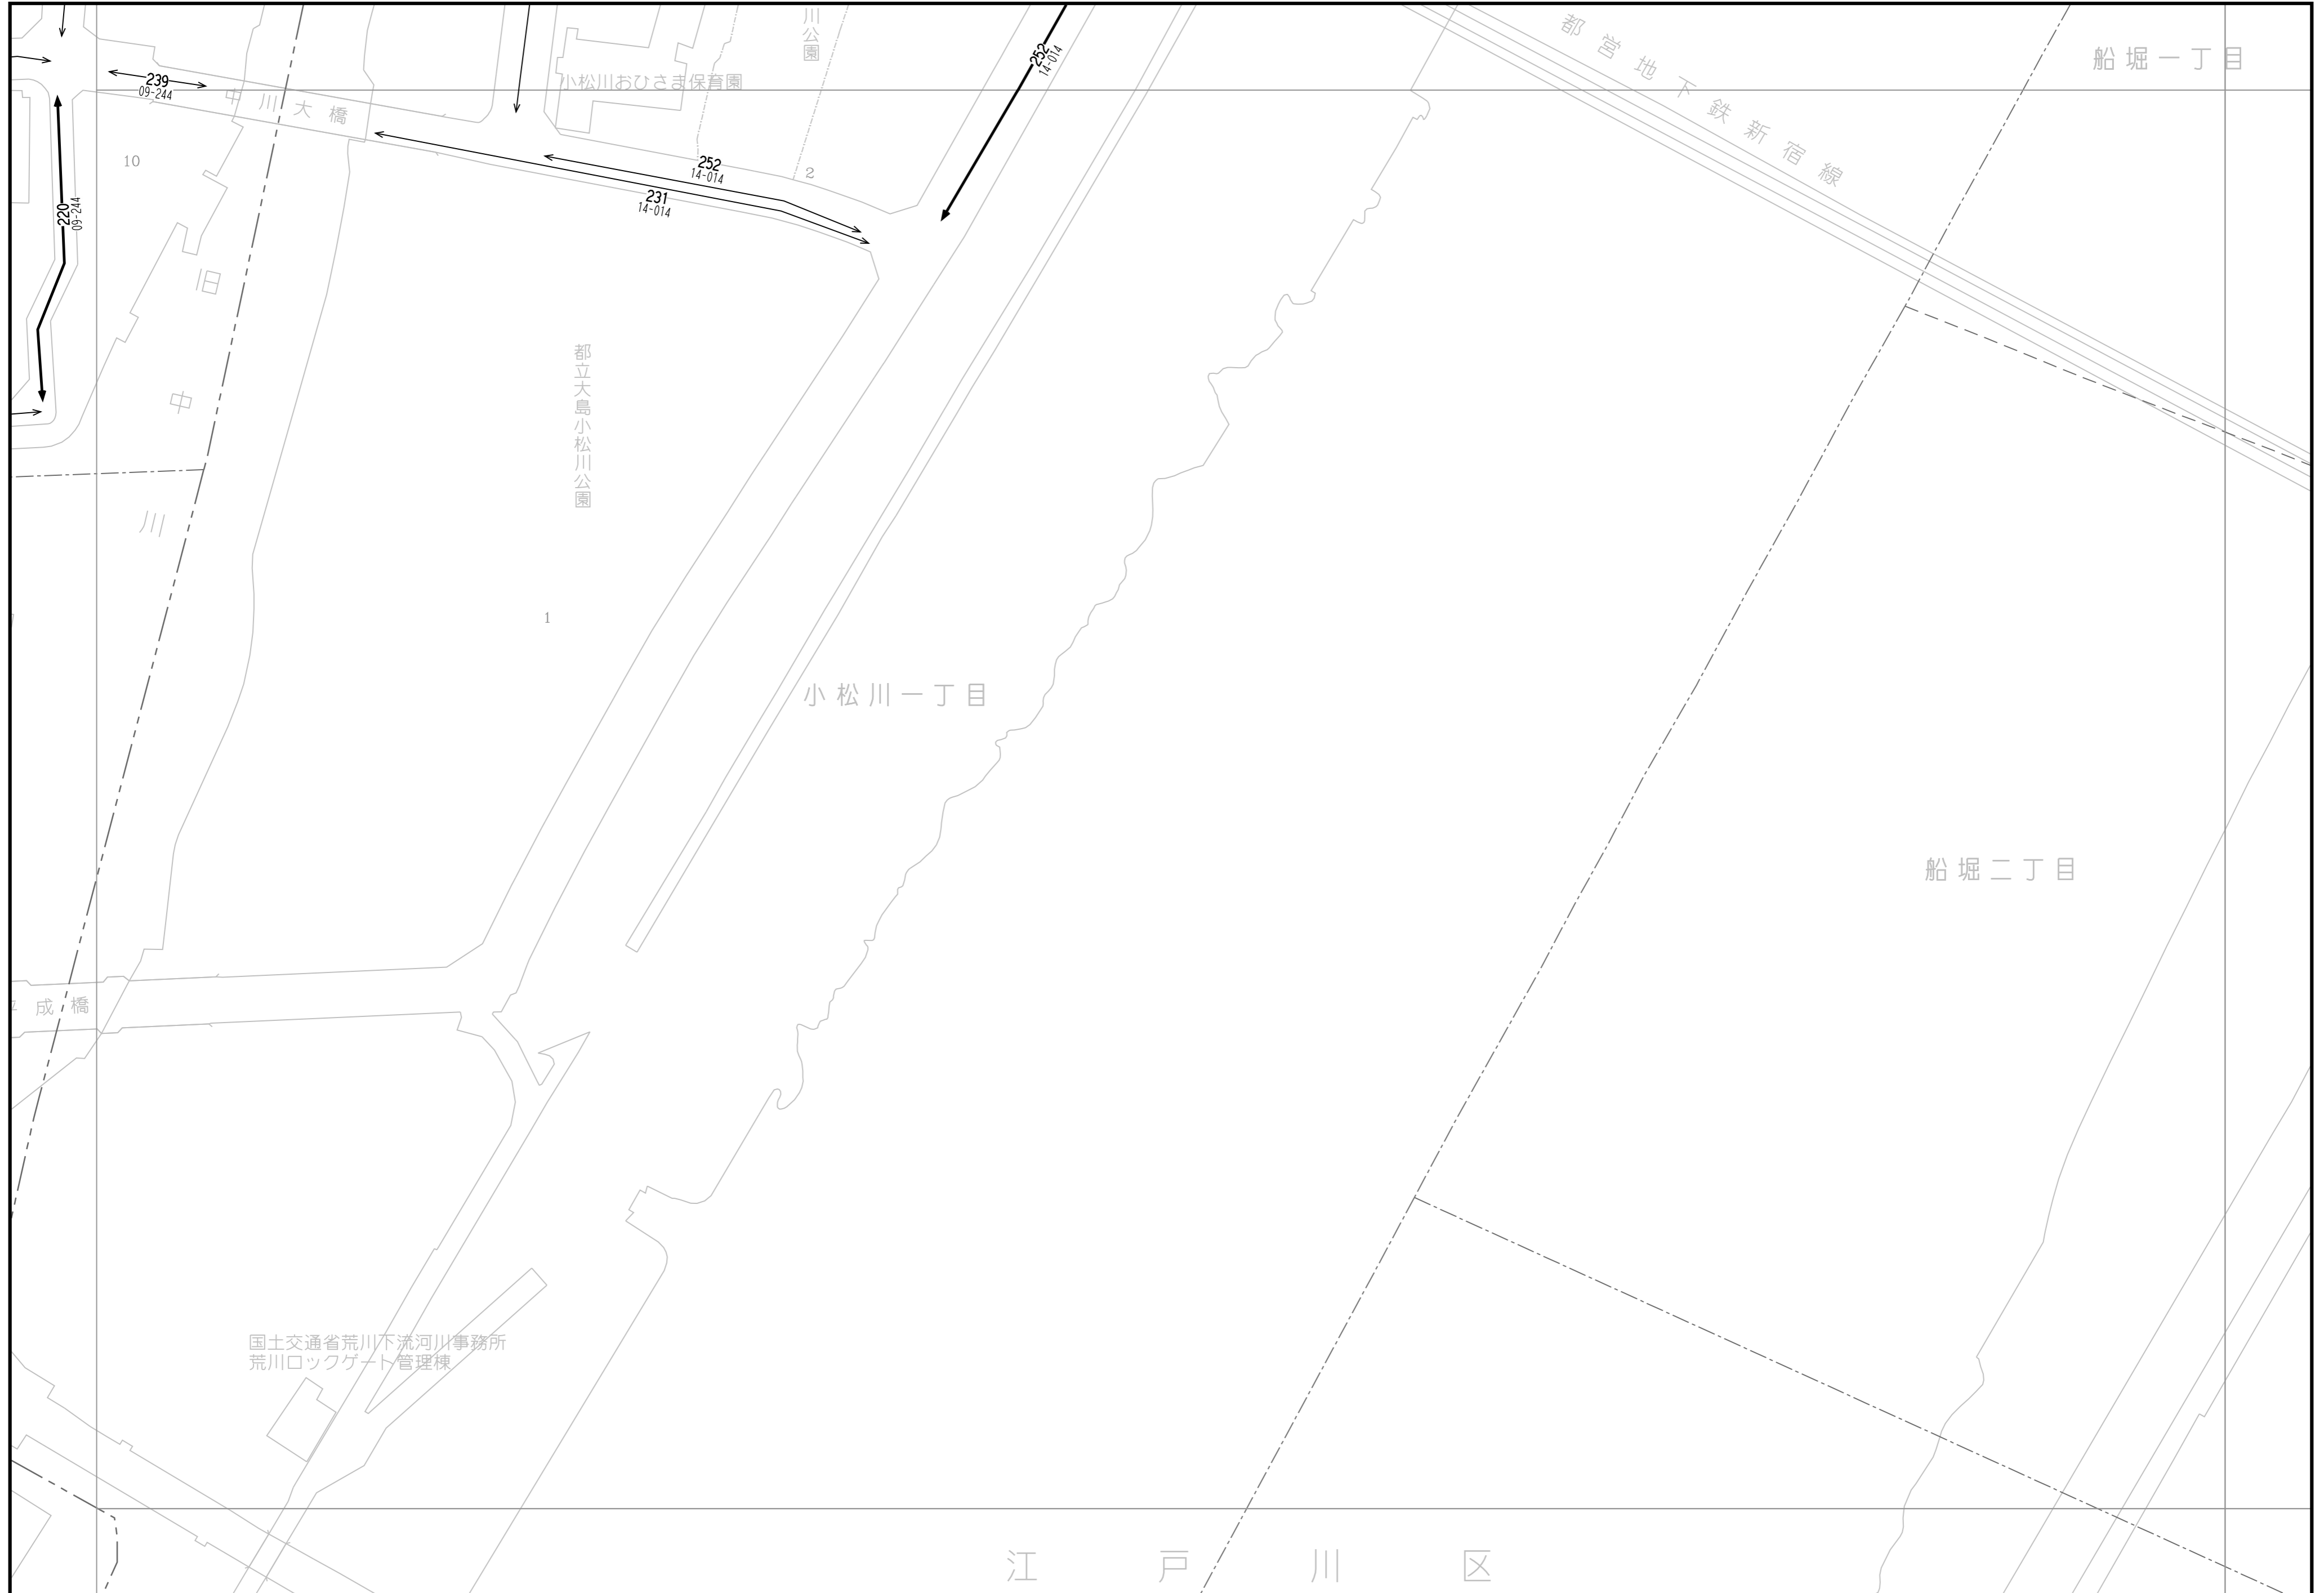 川公園
252
14-014
都営地下鉄新宿線
船堀一丁目
239
09-244
小松川おひさま保育園
中川大橋
10
252
14-014
2
231
14-014
220
09-244
旧中川
都立大島小松川公園
1
小松川一丁目
船堀二丁目
成橋
国土交通省荒川下流河川事務所
荒川ロックゲート管理棟
江戸川区